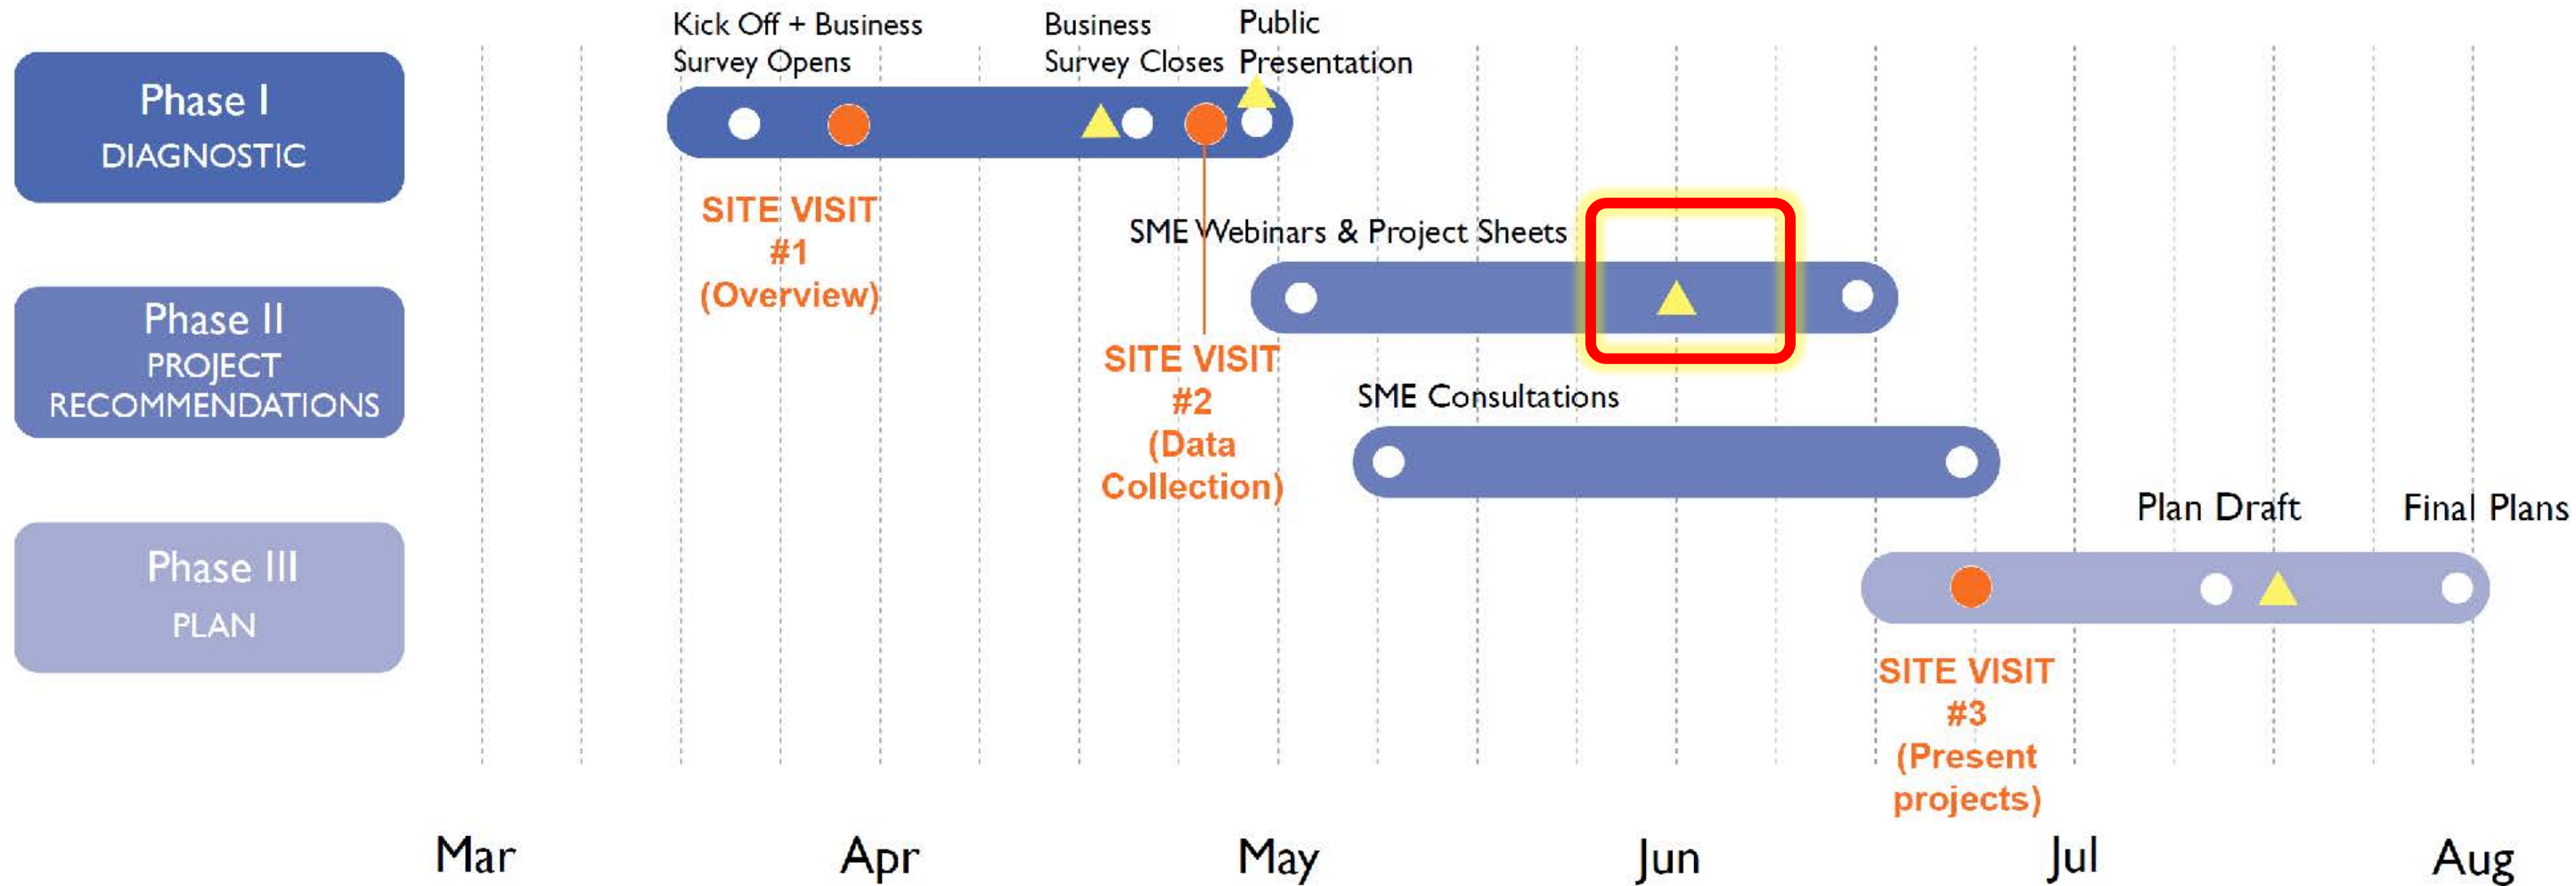 Kick Off + Business
Survey Opens
Business
Survey Closes
Public
Presentation
Phase I
DIAGNOSTIC
SITE VISIT
#1
(Overview)
SME Webinars & Project Sheets
Phase II
PROJECT
RECOMMENDATIONS
SITE VISIT
#2
(Data
Collection)
SME Consultations
Plan Draft
Final Plans
Phase III
PLAN
SITE VISIT
#3
(Present
projects)
Mar
Apr
May
Jun
Jul
Aug